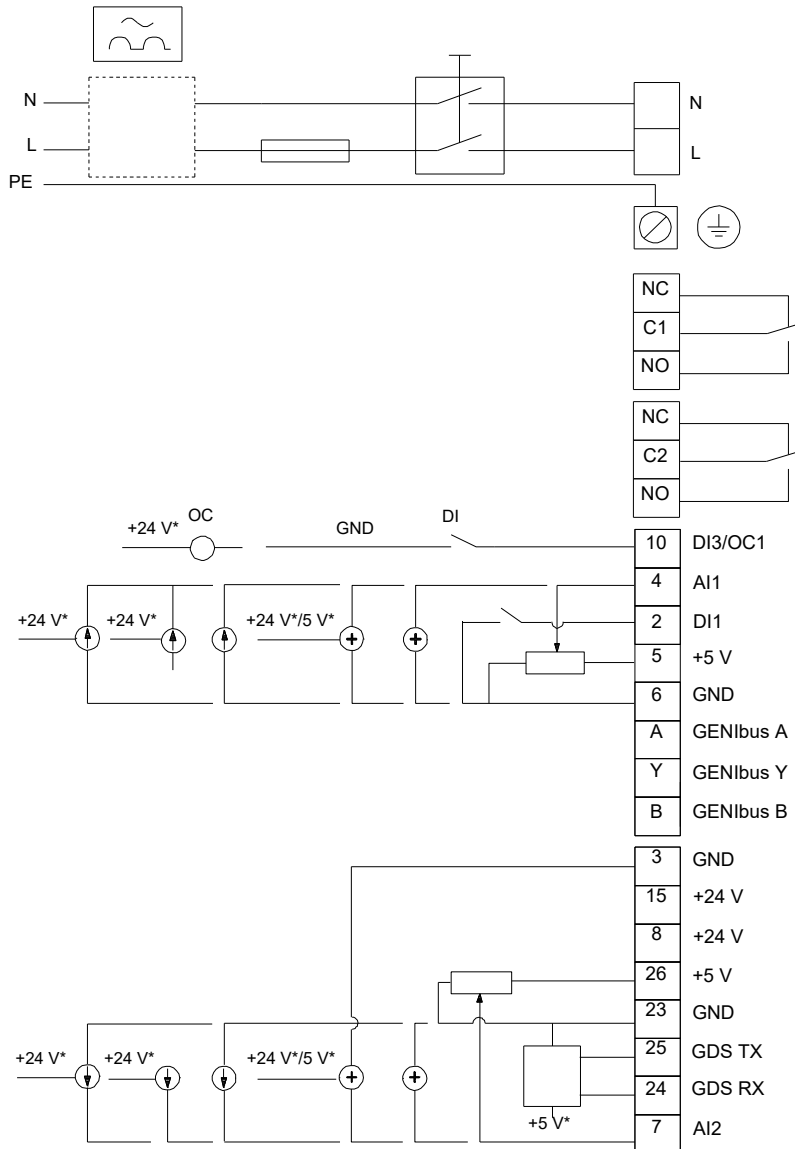 N
N
L
L
PE
NC
C1
NO
NC
C2
NO
+24 V* OC GND DI 10 DI3/OC1
4 AI1
+24 V* +24 V* +24 V*/5 V* 2 DI1
5 +5 V
6 GND
A GENIbus A
Y GENIbus Y
B GENIbus B
3 GND
15 +24 V
8 +24 V
26 +5 V
23 GND
+24 V* +24 V* +24 V*/5 V* 25 GDS TX
24 GDS RX
+5 V* 7 AI2